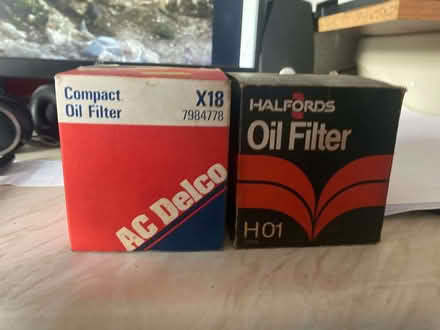 Compact
Oil Filter
X18
7984778
AC Delco
HALFORDS
Oil Filter
H01